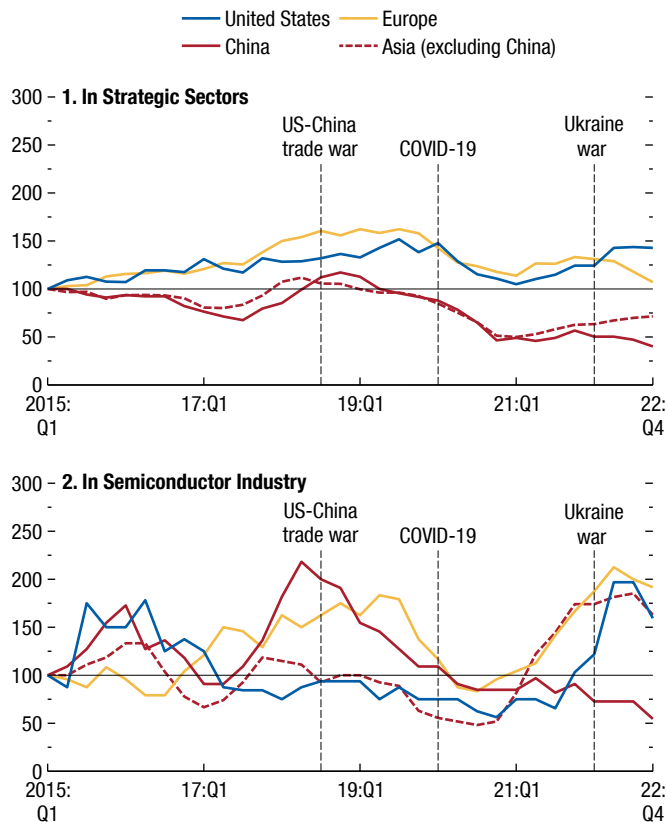 United States Europe
China Asia (excluding China)
1. In Strategic Sectors
US-China
trade war
COVID-19
Ukraine
war
300
250
200
150
100
50
0
2015:
Q1
17:Q1
19:Q1
21:Q1
22:
Q4
2. In Semiconductor Industry
US-China
trade war
COVID-19
Ukraine
war
300
250
200
150
100
50
0
2015:
Q1
17:Q1
19:Q1
21:Q1
22:
Q4